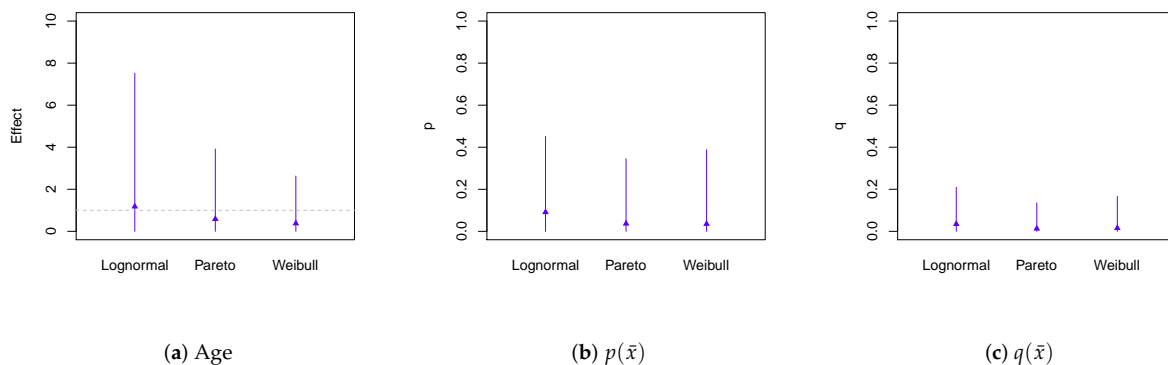 Effect
0 2 4 6 8 10
Lognormal Pareto Weibull
(a) Age
p
0.0 0.2 0.4 0.6 0.8 1.0
Lognormal Pareto Weibull
(b) p(x̄)
q
0.0 0.2 0.4 0.6 0.8 1.0
Lognormal Pareto Weibull
(c) q(x̄)